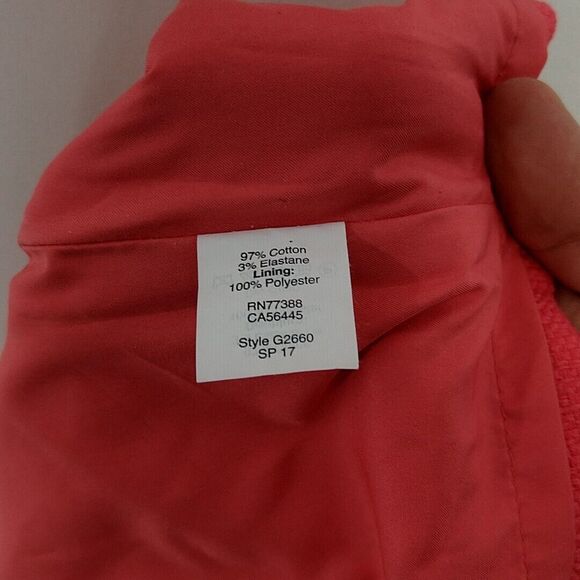 97% Cotton
3% Elastane
Lining:
100% Polyester
RN77388
CA56445
Style G2660
SP 17